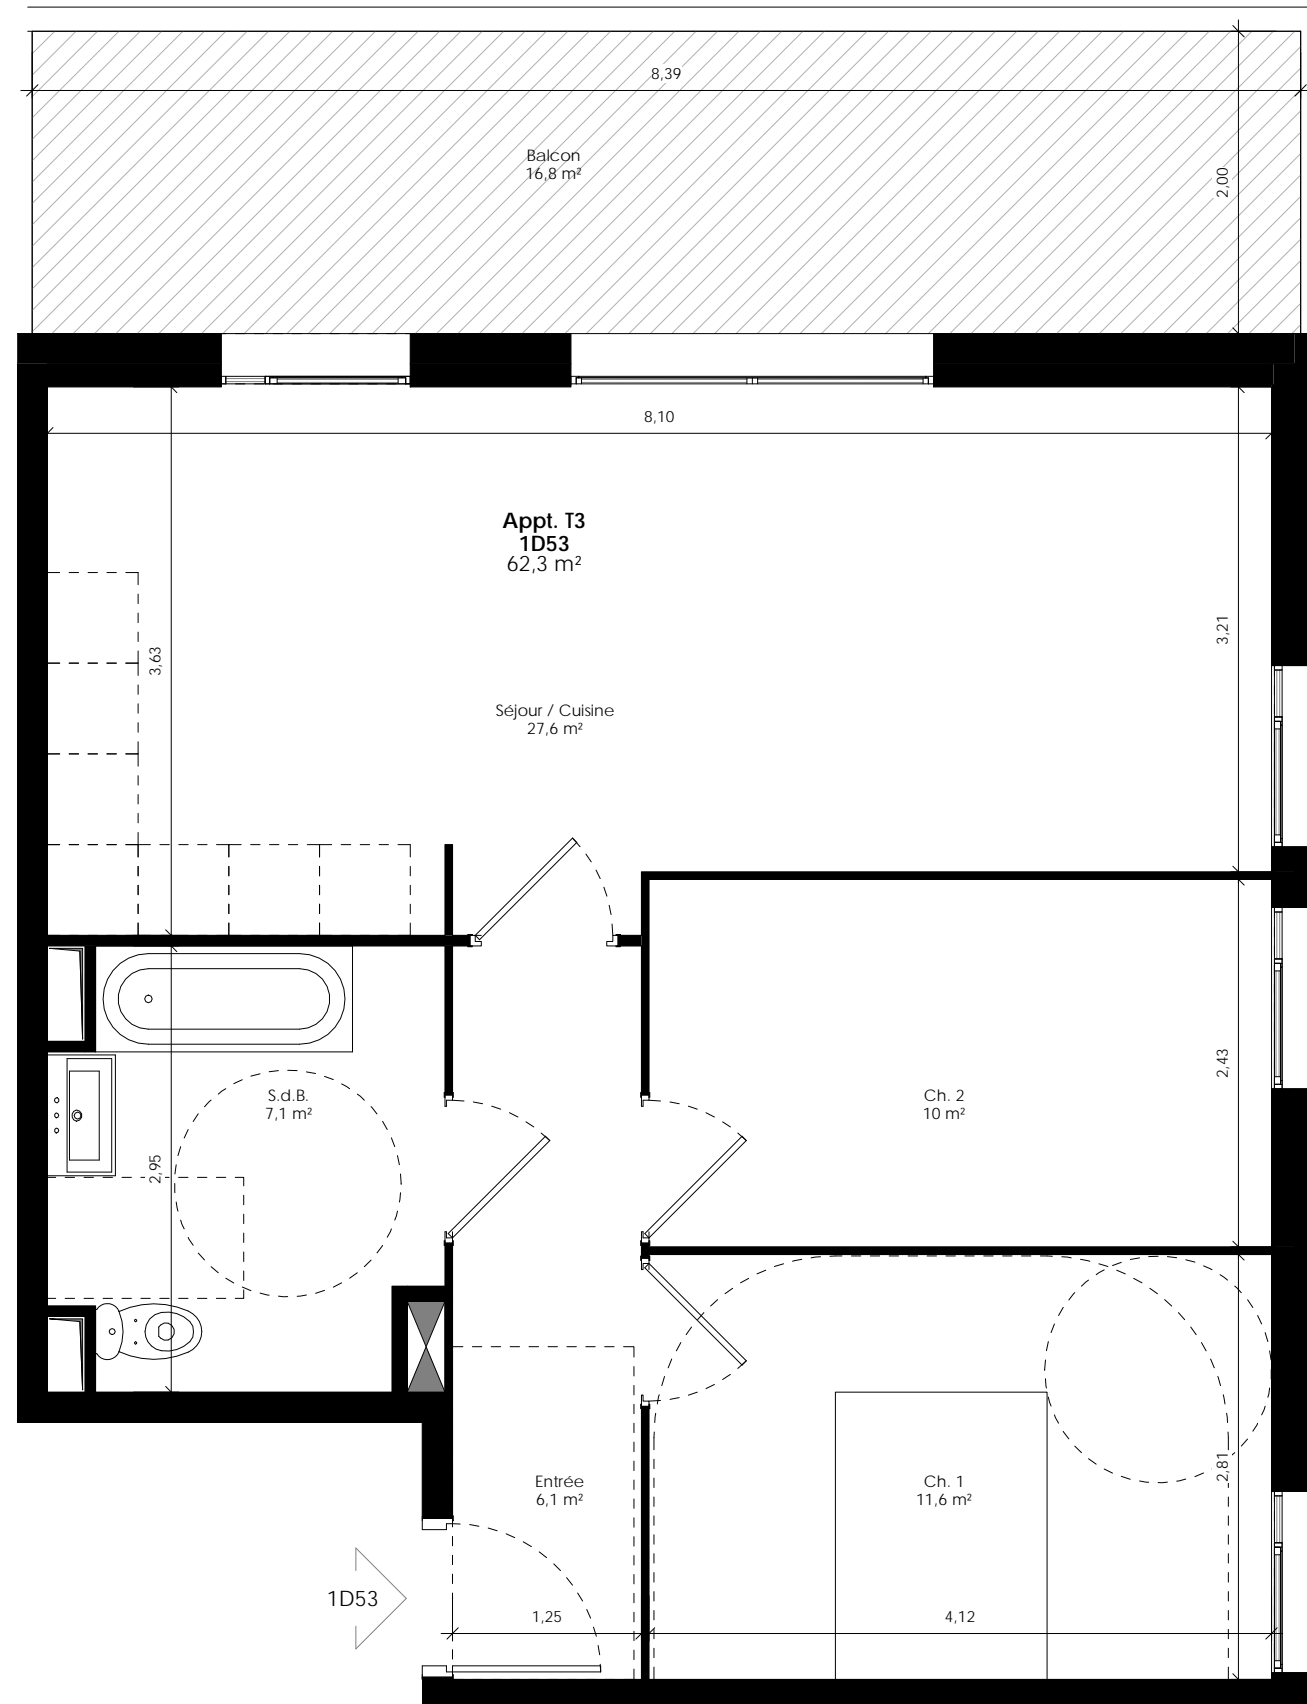 8,39
Balcon
16,8 m²
2,00
8,10
Appt. T3
1D53
62,3 m²
3,63
3,21
Séjour / Cuisine
27,6 m²
S.d.B.
7,1 m²
2,43
Ch. 2
10 m²
2,95
Entrée
6,1 m²
Ch. 1
11,6 m²
2,81
1D53
1,25
4,12